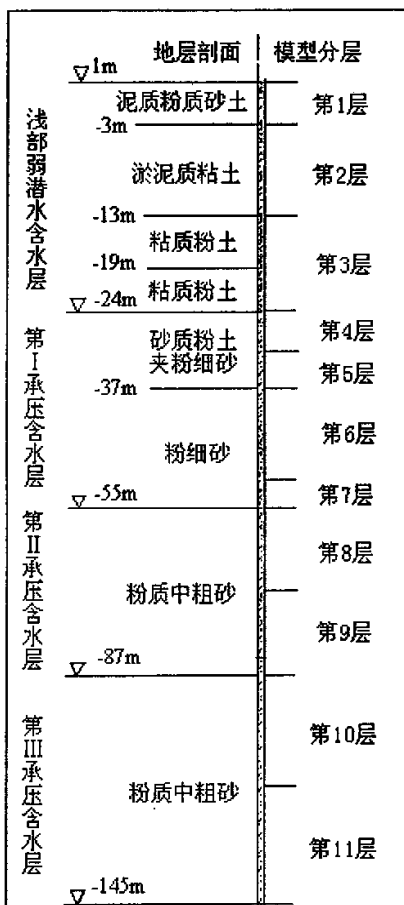 地层剖面 模型分层
1m
泥质粉质砂土 第1层
-3m
浅部弱潜水含水层
淤泥质粘土 第2层
-13m
粘质粉土
-19m 第3层
粘质粉土
-24m
第I承压含水层
砂质粉土 第4层
夹粉细砂 第5层
-37m
粉细砂 第6层
-55m 第7层
第II承压含水层
第8层
粉质中粗砂
第9层
-87m
第III承压含水层
第10层
粉质中粗砂
第11层
-145m